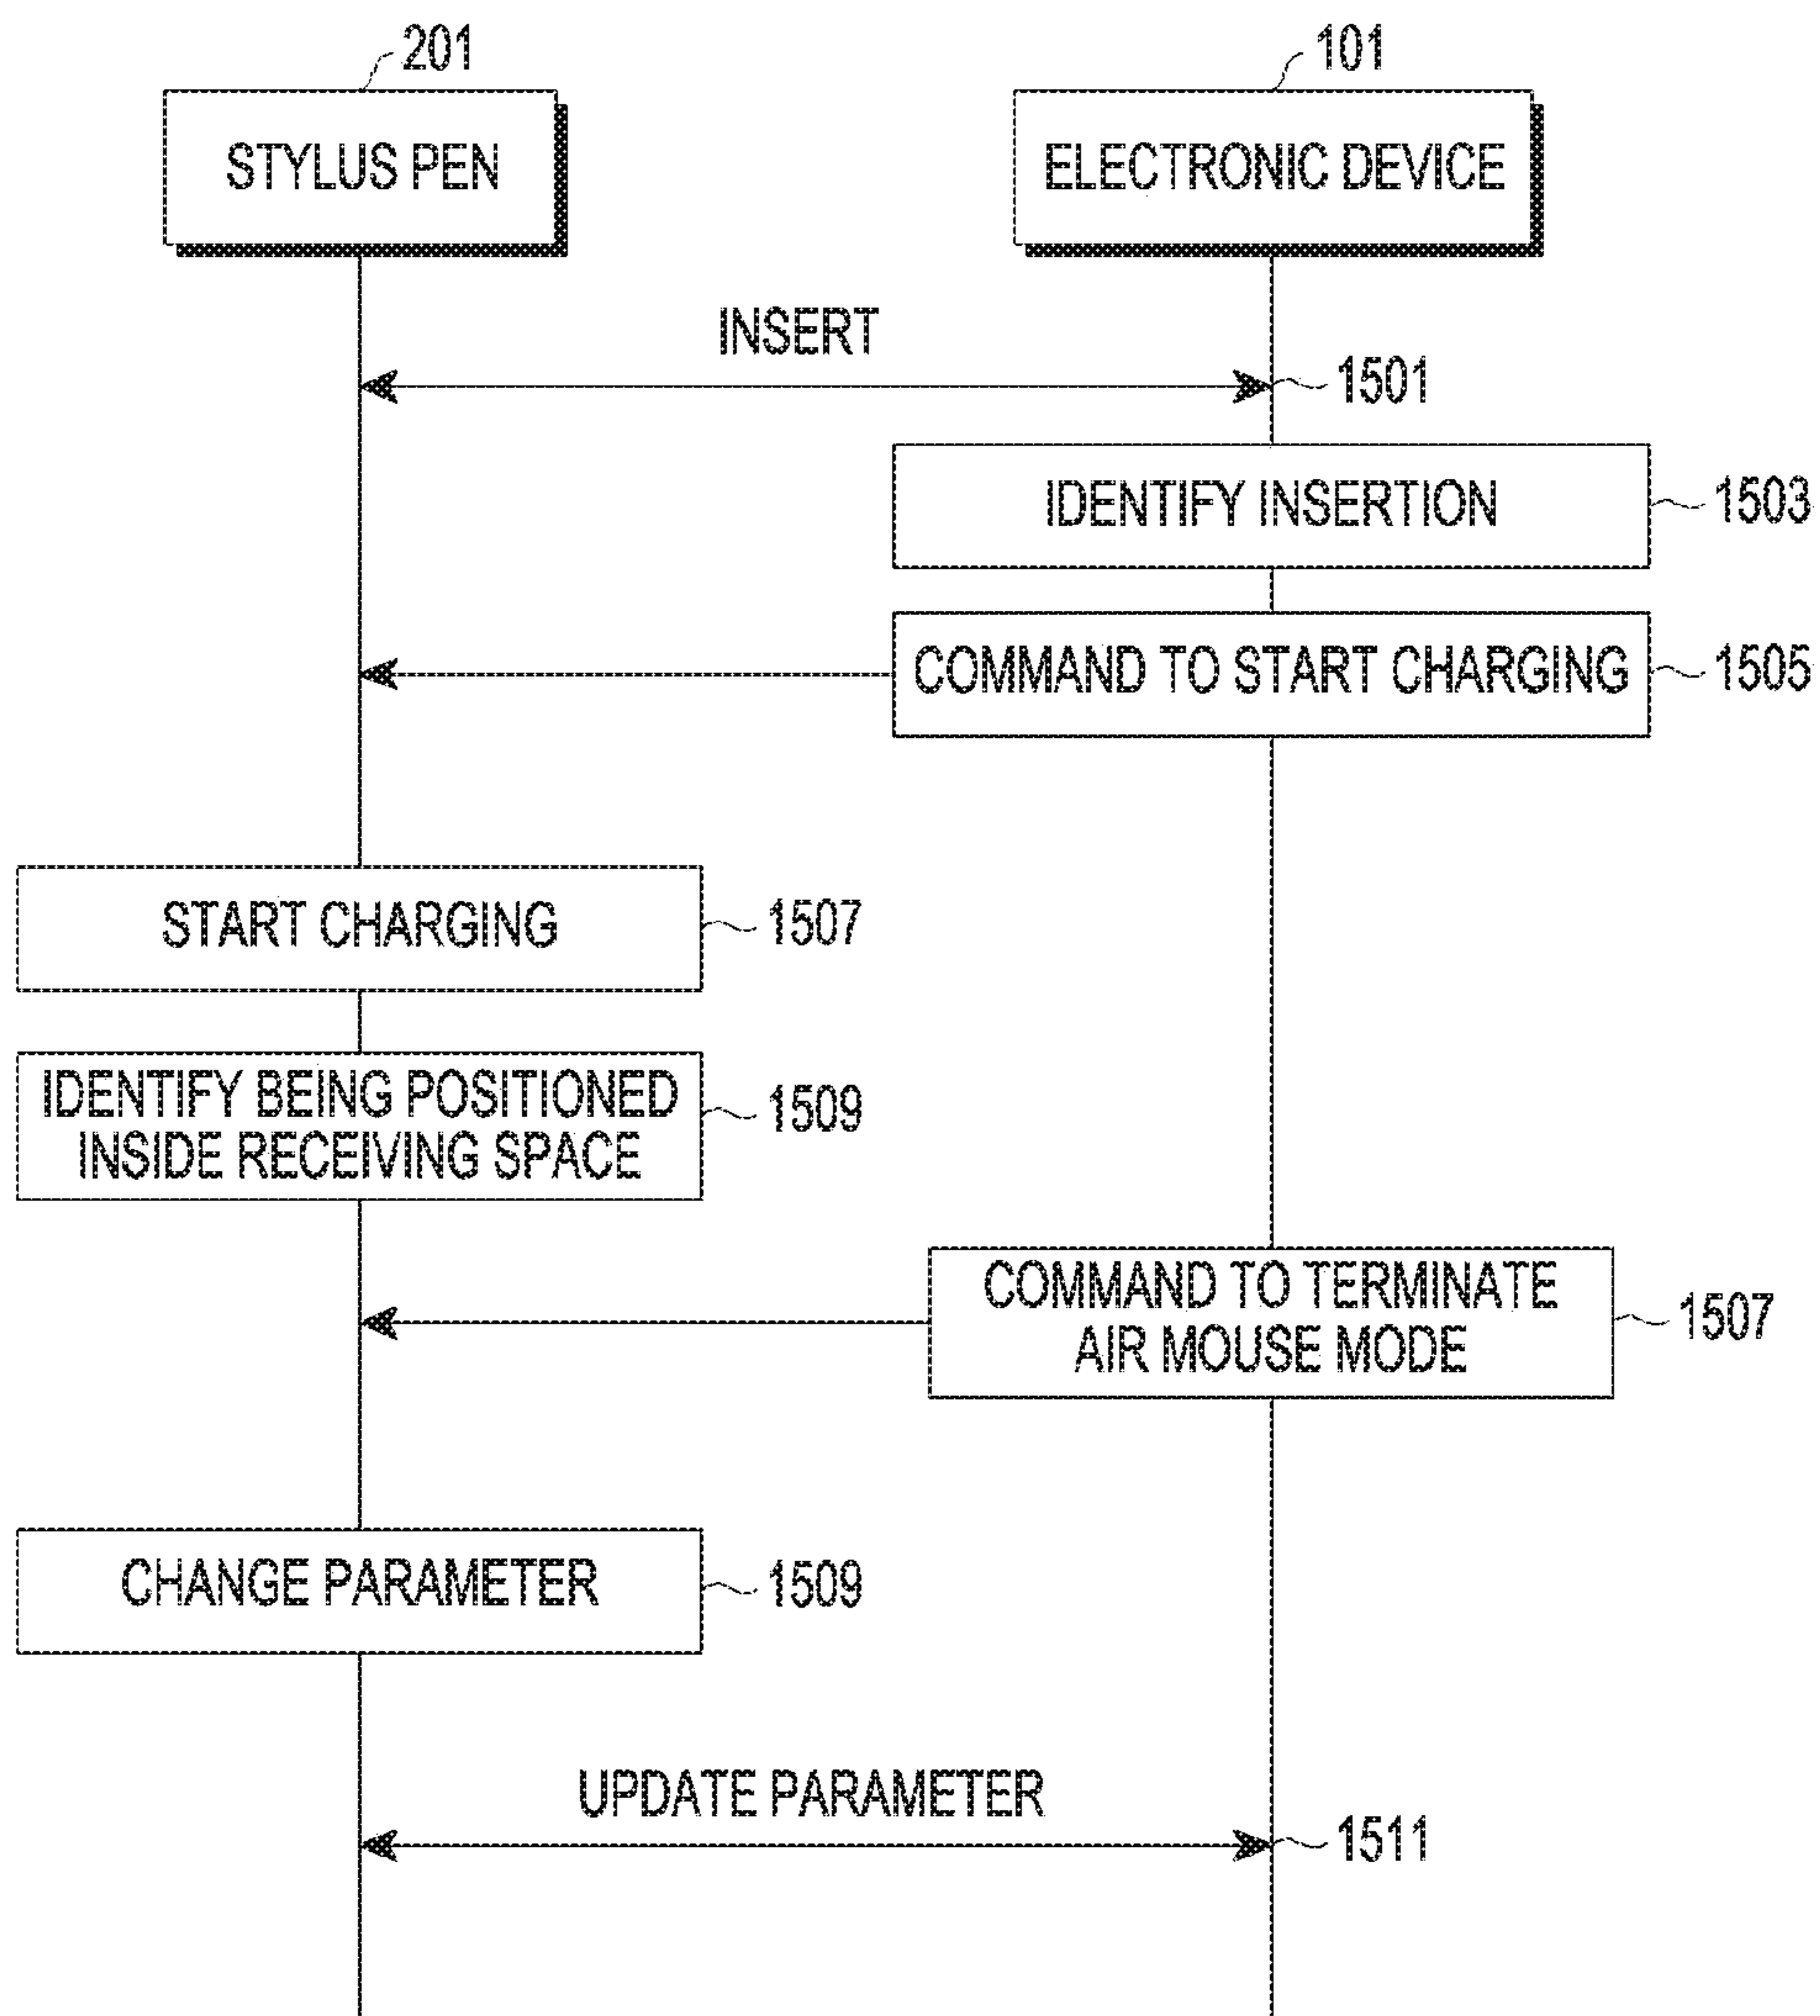 201
101
STYLUS PEN
ELECTRONIC DEVICE
INSERT
1501
IDENTIFY INSERTION
1503
COMMAND TO START CHARGING
1505
START CHARGING
1507
IDENTIFY BEING POSITIONED
INSIDE RECEIVING SPACE
1509
COMMAND TO TERMINATE
AIR MOUSE MODE
1507
CHANGE PARAMETER
1509
UPDATE PARAMETER
1511